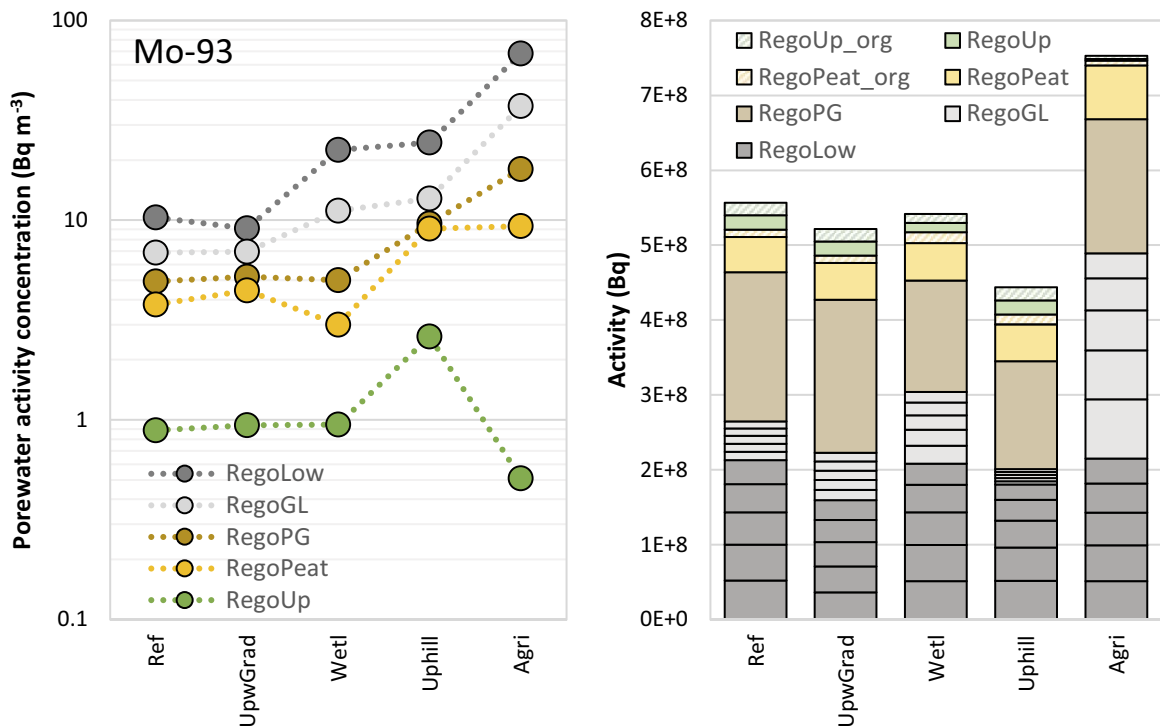 Porewater activity concentration (Bq m⁻³)
100
10
1
0.1
Mo-93
RegoLow
RegoGL
RegoPG
RegoPeat
RegoUp
Ref
UpwGrad
Wetl
Uphill
Agri
Activity (Bq)
8E+8
7E+8
6E+8
5E+8
4E+8
3E+8
2E+8
1E+8
0E+0
RegoUp_org RegoUp
RegoPeat_org RegoPeat
RegoPG RegoGL
RegoLow
Ref
UpwGrad
Wetl
Uphill
Agri